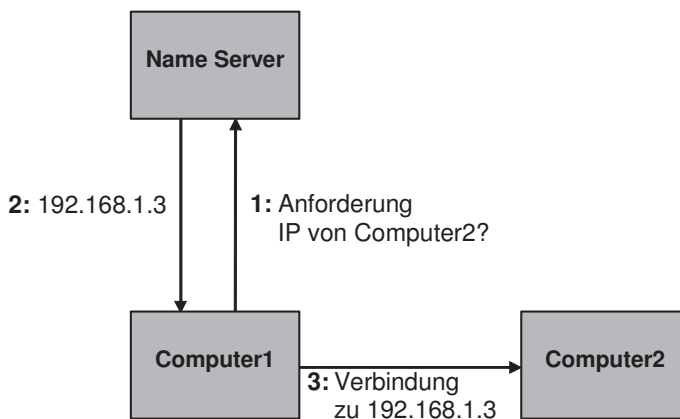 Name Server
2: 192.168.1.3
1: Anforderung
IP von Computer2?
Computer1
Computer2
3: Verbindung
zu 192.168.1.3